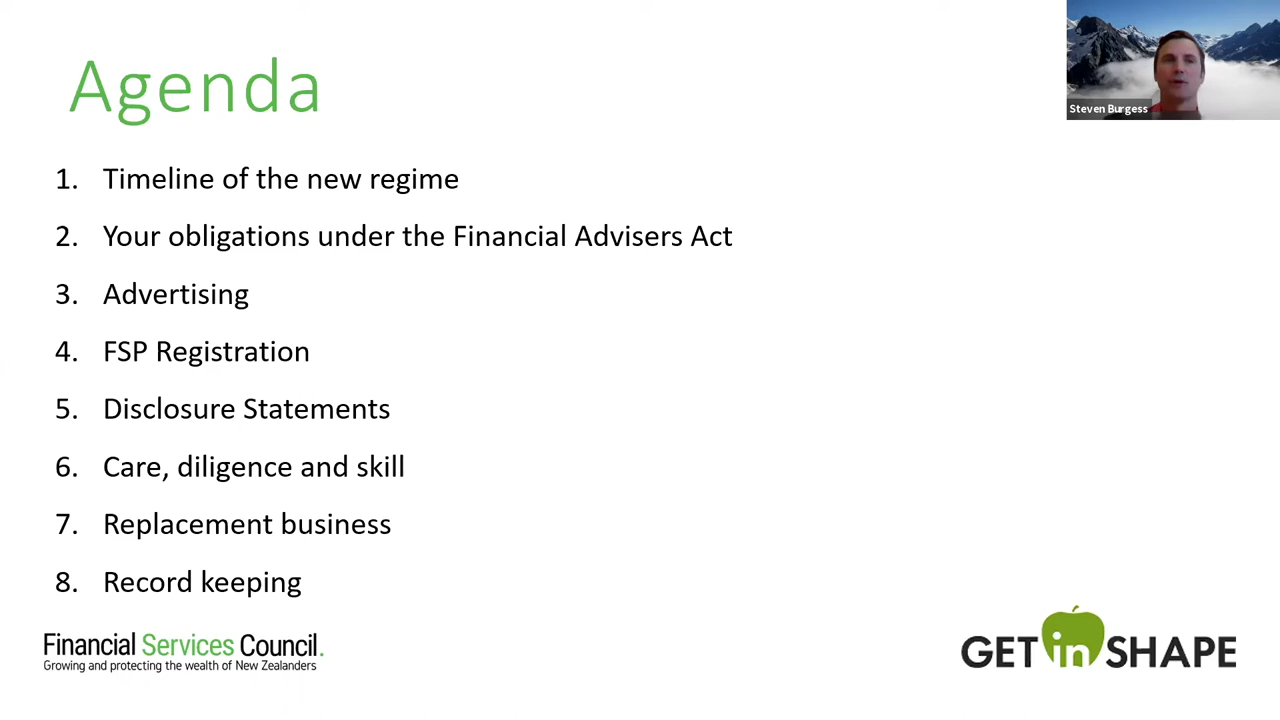 Agenda
Steven Burgess
1. Timeline of the new regime
2. Your obligations under the Financial Advisers Act
3. Advertising
4. FSP Registration
5. Disclosure Statements
6. Care, diligence and skill
7. Replacement business
8. Record keeping
Financial Services Council.
Growing and protecting the wealth of New Zealanders
GET in SHAPE